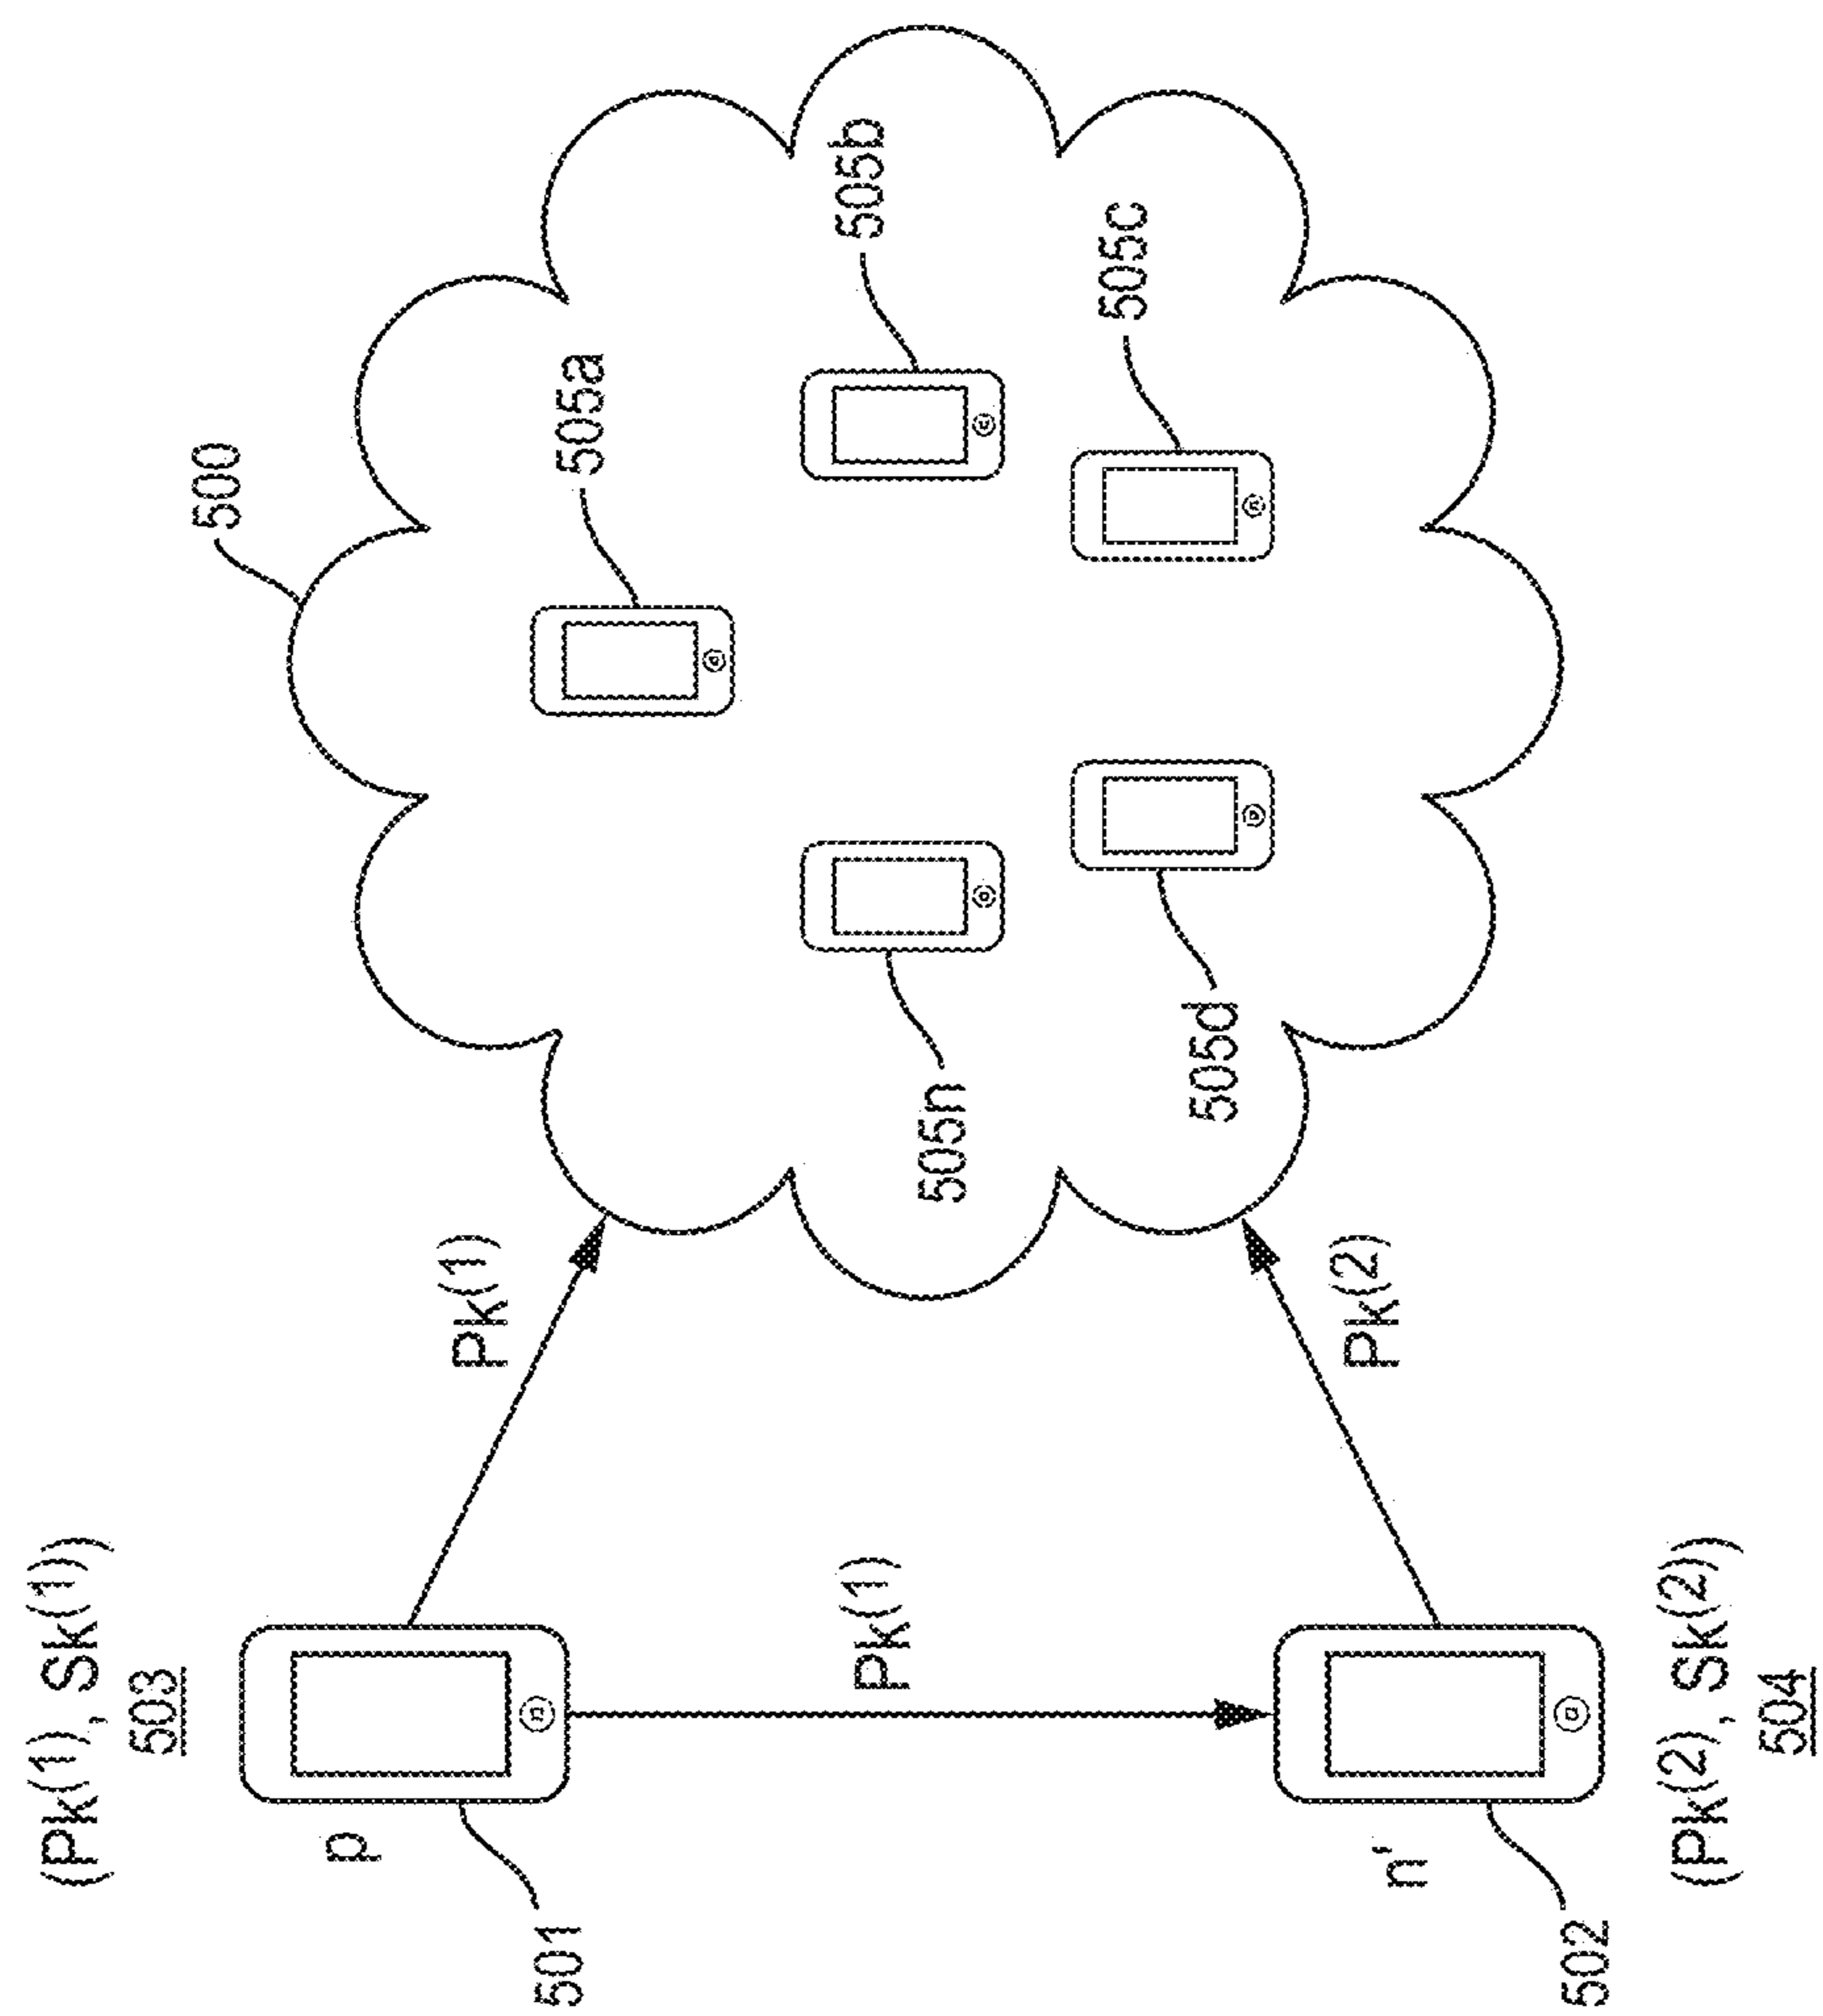 (Pk(1), Sk(1))
503
500
p
Pk(1)
501
505a
505b
Pk(1)
505n
505c
505d
Pk(2)
n'
502
(Pk(2), Sk(2))
504